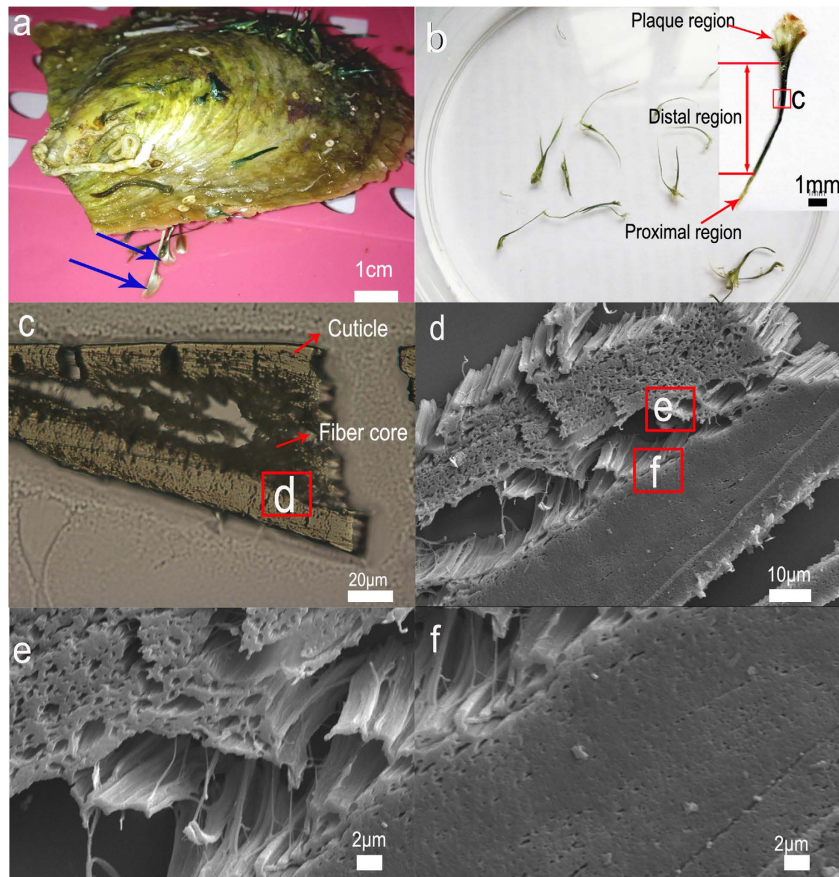 a
1cm
b
Plaque region
c
Distal region
1mm
Proximal region
c
Cuticle
Fiber core
d
20μm
d
e
f
10μm
e
2μm
f
2μm